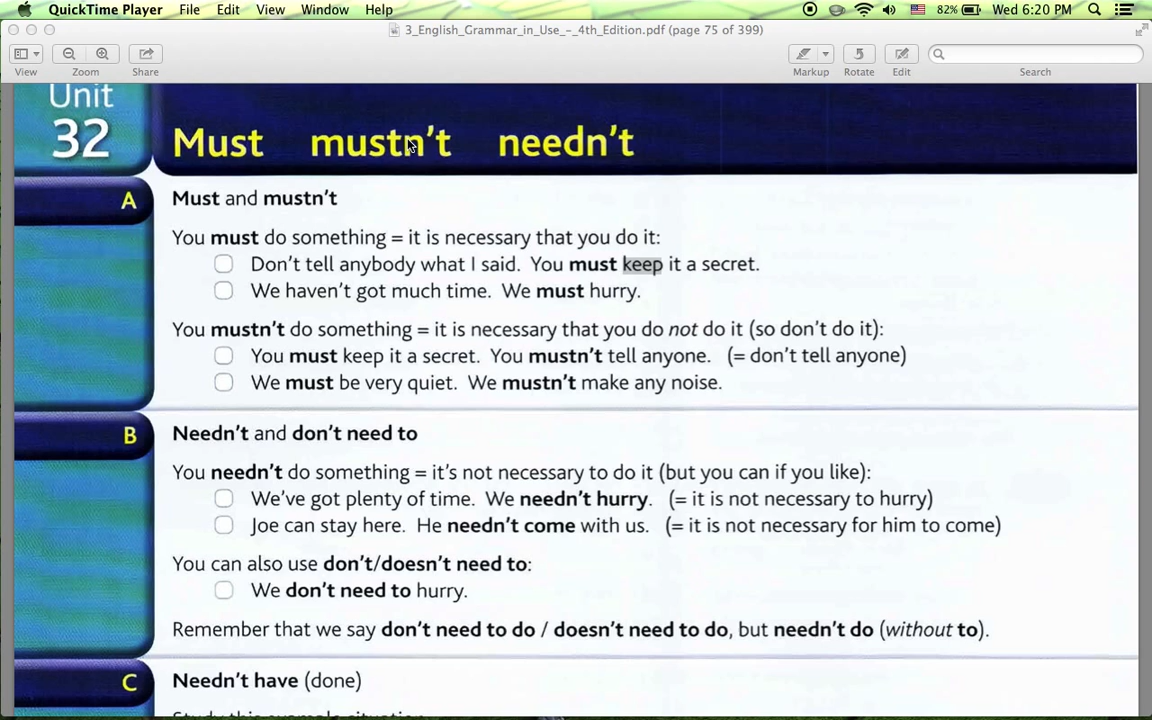 QuickTime Player File Edit View Window Help 82% Wed 6:20 PM
3_English_Grammar_in_Use_-_4th_Edition.pdf (page 75 of 399)
View Zoom Share Markup Rotate Edit Search
Unit
32
Must mustn't needn't
A
Must and mustn't
You must do something = it is necessary that you do it:
Don't tell anybody what I said. You must keep it a secret.
We haven't got much time. We must hurry.
You mustn't do something = it is necessary that you do not do it (so don't do it):
You must keep it a secret. You mustn't tell anyone. (= don't tell anyone)
We must be very quiet. We mustn't make any noise.
B
Needn't and don't need to
You needn't do something = it's not necessary to do it (but you can if you like):
We've got plenty of time. We needn't hurry. (= it is not necessary to hurry)
Joe can stay here. He needn't come with us. (= it is not necessary for him to come)
You can also use don't/doesn't need to:
We don't need to hurry.
Remember that we say don't need to do / doesn't need to do, but needn't do (without to).
C
Needn't have (done)
Study this example situation